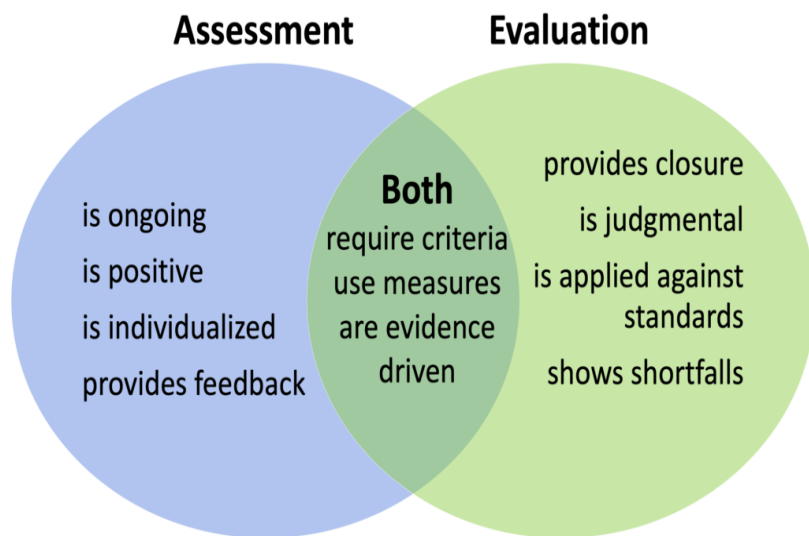 Assessment
Evaluation
is ongoing
is positive
is individualized
provides feedback
Both
require criteria
use measures
are evidence
driven
provides closure
is judgmental
is applied against
standards
shows shortfalls